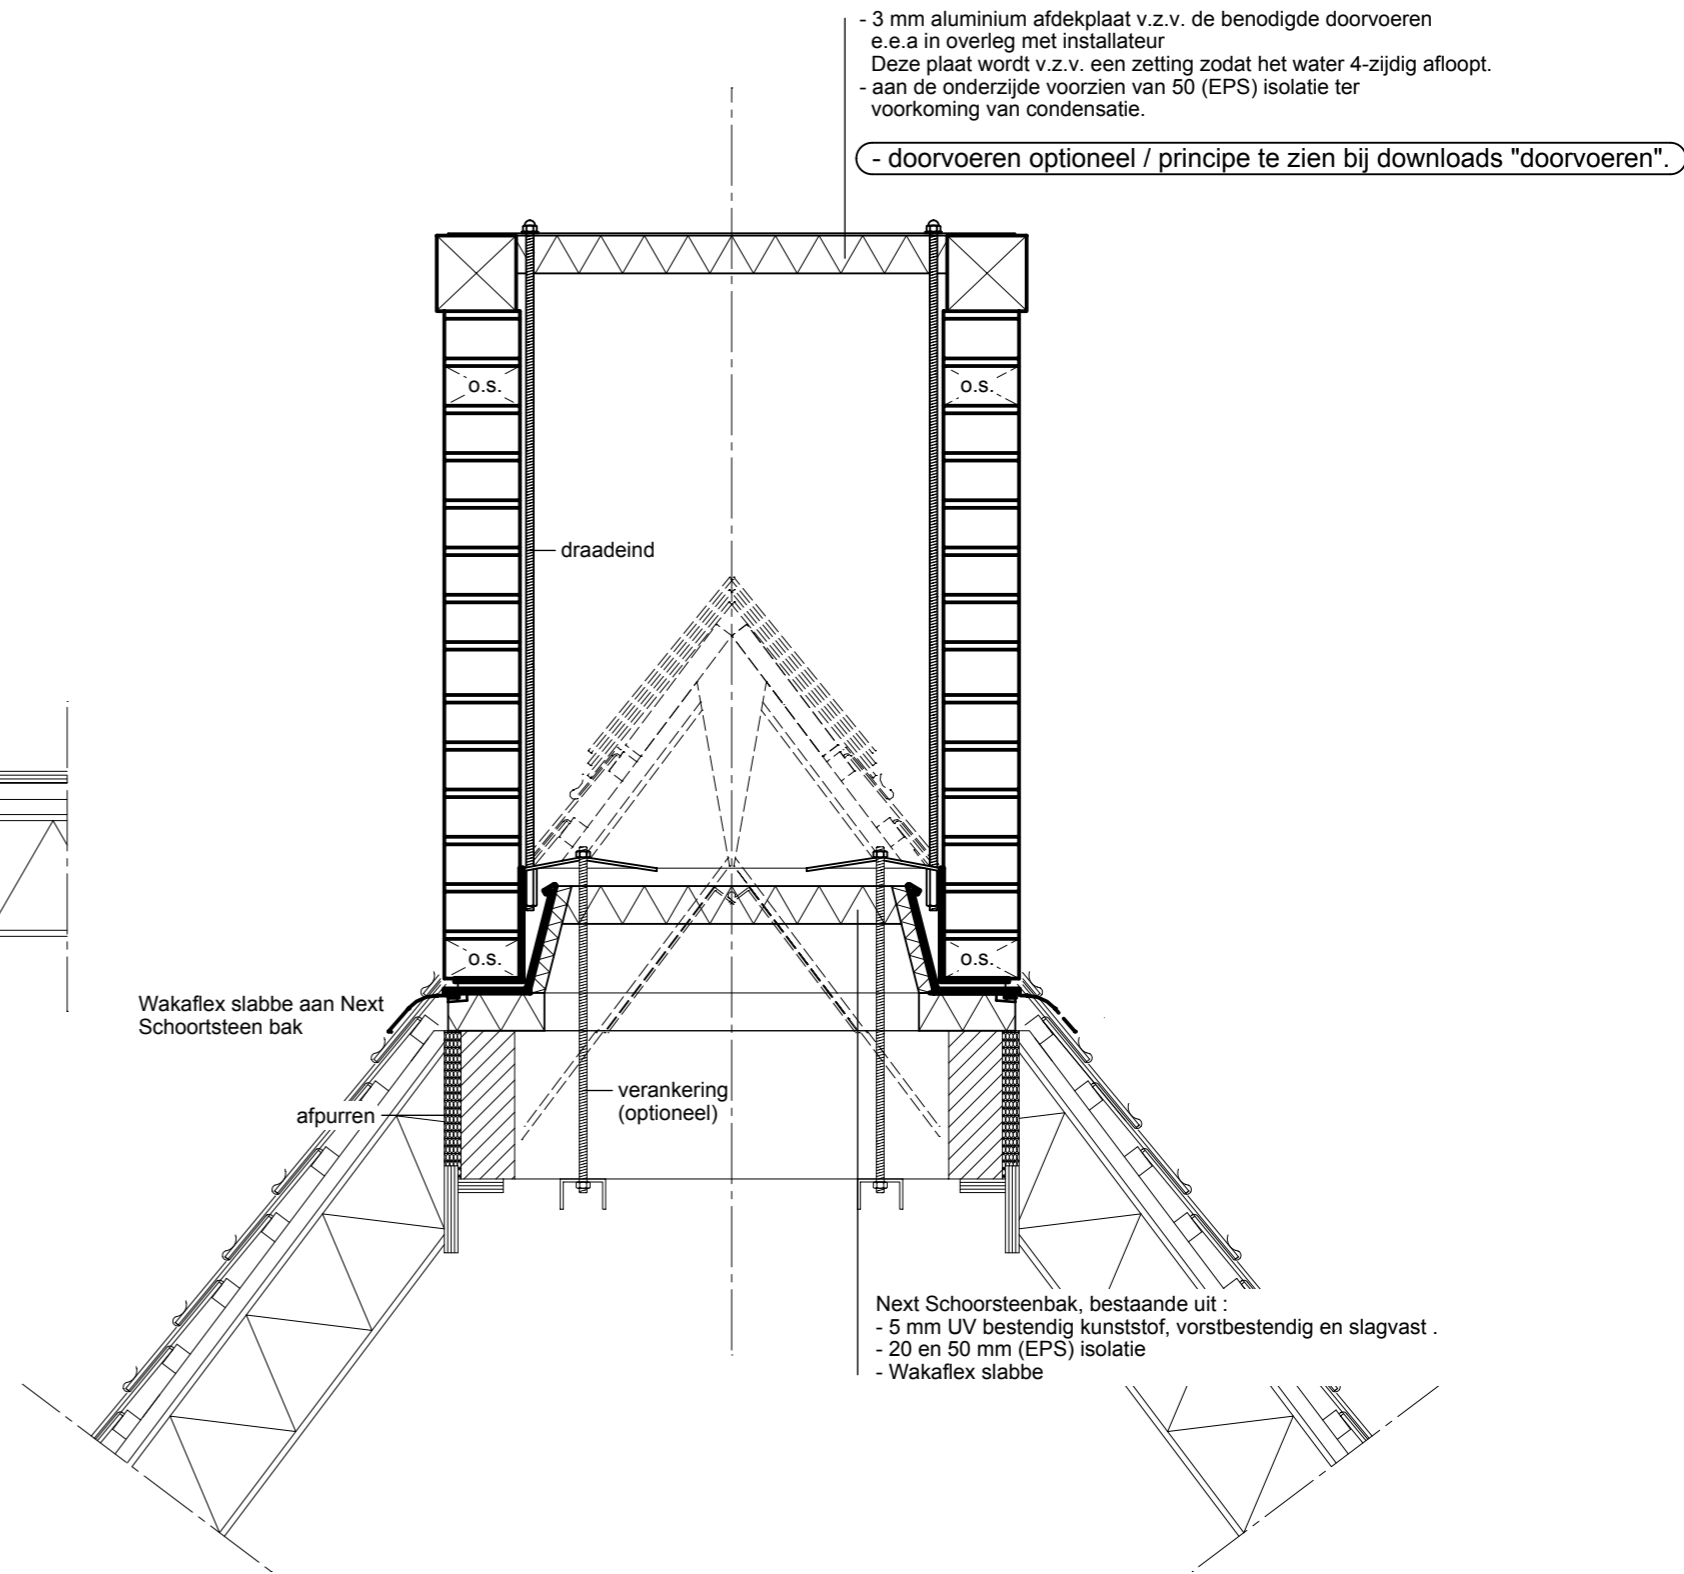 - 3 mm aluminium afdekplaat v.z.v. de benodigde doorvoeren
e.e.a in overleg met installateur
Deze plaat wordt v.z.v. een zetting zodat het water 4-zijdig afloopt.
- aan de onderzijde voorzien van 50 (EPS) isolatie ter
voorkoming van condensatie.
- doorvoeren optioneel / principe te zien bij downloads "doorvoeren".
o.s.
o.s.
draadeind
o.s.
o.s.
Wakaflex slabbe aan Next
Schoortsteen bak
verankering
(optioneel)
afpurren
Next Schoorsteenbak, bestaande uit :
- 5 mm UV bestendig kunststof, vorstbestendig en slagvast .
- 20 en 50 mm (EPS) isolatie
- Wakaflex slabbe